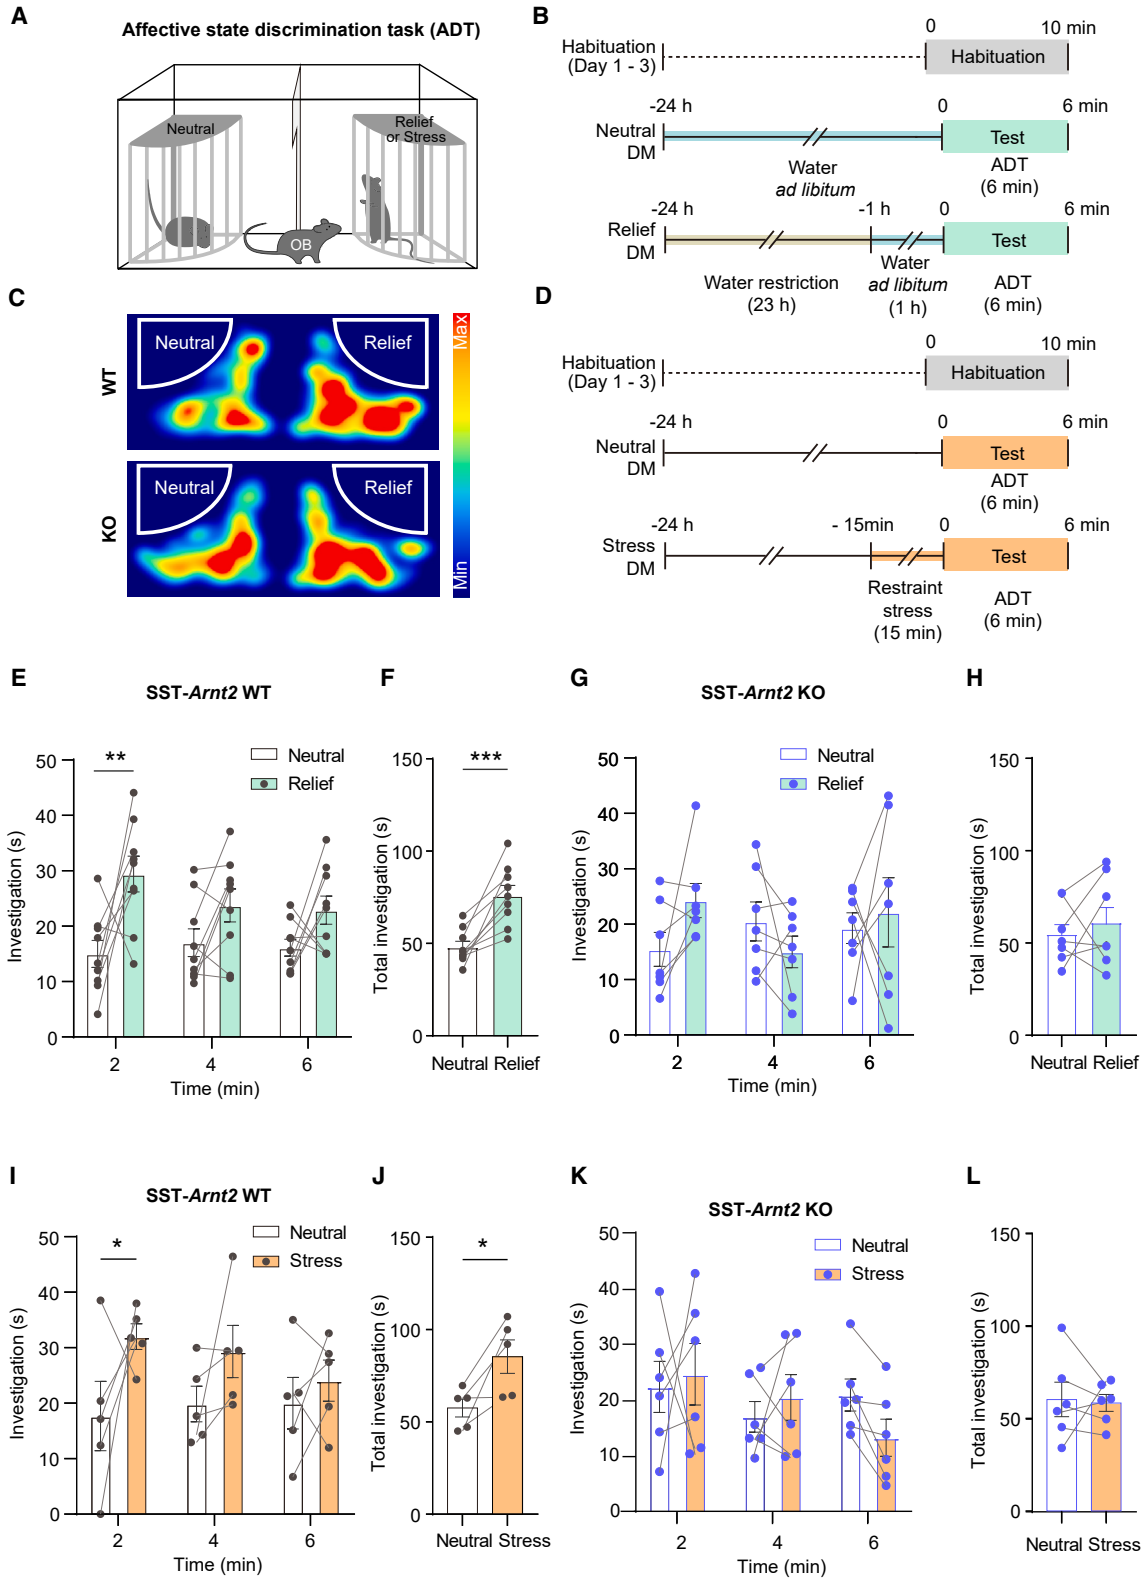 A
Affective state discrimination task (ADT)
Neutral
Relief
or Stress
OB
B
0
10 min
Habituation
(Day 1 - 3)
Habituation
-24 h
0
6 min
Neutral
DM
Test
Water
ad libitum
ADT
(6 min)
-24 h
-1 h
0
6 min
Relief
DM
Test
Water restriction
(23 h)
Water
ad libitum
(1 h)
ADT
(6 min)
C
WT
Neutral
Relief
KO
Neutral
Relief
Max
Min
D
0
10 min
Habituation
(Day 1 - 3)
Habituation
-24 h
0
6 min
Neutral
DM
Test
ADT
(6 min)
-24 h
- 15min
0
6 min
Stress
DM
Test
Restraint
stress
(15 min)
ADT
(6 min)
E
SST-Arnt2 WT
Neutral
Relief
**
Investigation (s)
50
40
30
20
10
0
2
4
6
Time (min)
F
***
Total investigation (s)
150
100
50
0
Neutral Relief
G
SST-Arnt2 KO
Neutral
Relief
Investigation (s)
50
40
30
20
10
0
2
4
6
Time (min)
H
Total investigation (s)
150
100
50
0
Neutral Relief
I
SST-Arnt2 WT
Neutral
Stress
*
Investigation (s)
50
40
30
20
10
0
2
4
6
Time (min)
J
*
Total investigation (s)
150
100
50
0
Neutral Stress
K
SST-Arnt2 KO
Neutral
Stress
Investigation (s)
50
40
30
20
10
0
2
4
6
Time (min)
L
Total investigation (s)
150
100
50
0
Neutral Stress